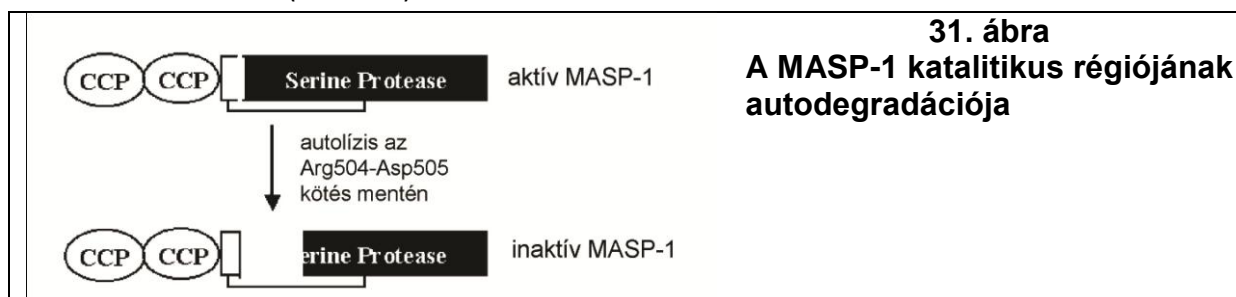 31. ábra
A MASP-1 katalitikus régiójának
autodegradációja
CCP CCP Serine Protease aktív MASP-1
autolízis az
Arg504-Asp505
kötés mentén
CCP CCP erine Protease inaktív MASP-1